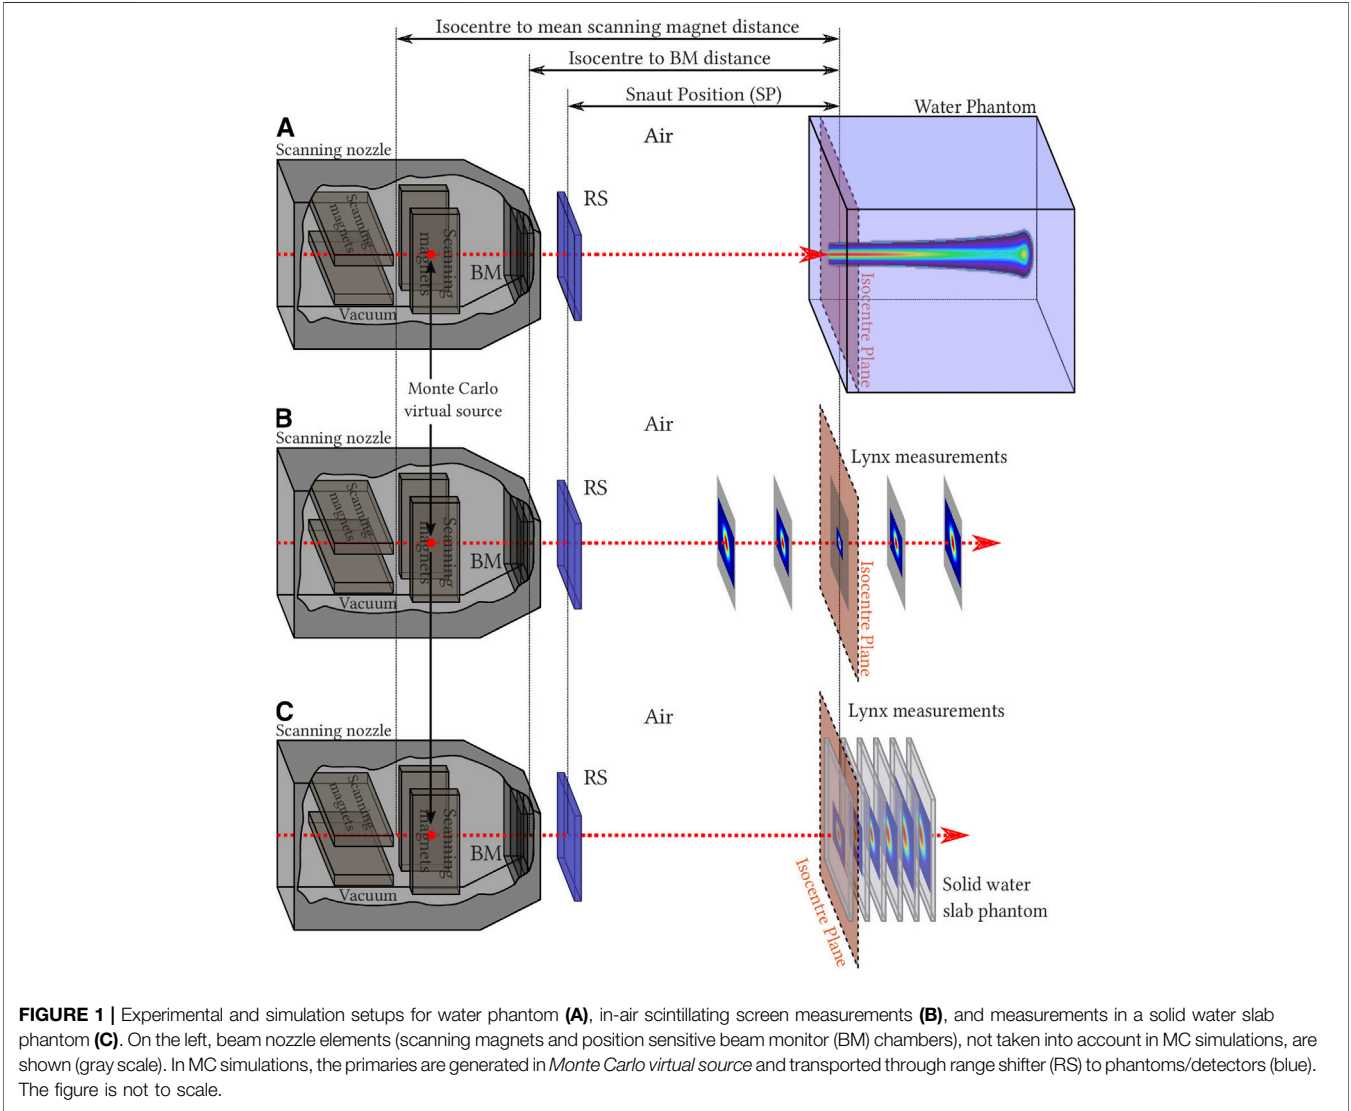 Isocentre to mean scanning magnet distance
Isocentre to BM distance
Snaut Position (SP)
Water Phantom
A
Air
Scanning nozzle
RS
Scanning
magnets
Scanning
magnets
BM
Vacuum
Isocentre Plane
Monte Carlo
virtual source
B
Air
Scanning nozzle
Lynx measurements
RS
Scanning
magnets
Scanning
magnets
BM
Vacuum
Isocentre Plane
C
Air
Lynx measurements
Scanning nozzle
RS
Scanning
magnets
Scanning
magnets
BM
Vacuum
Isocentre Plane
Solid water
slab phantom
FIGURE 1 | Experimental and simulation setups for water phantom (A), in-air scintillating screen measurements (B), and measurements in a solid water slab
phantom (C). On the left, beam nozzle elements (scanning magnets and position sensitive beam monitor (BM) chambers), not taken into account in MC simulations, are
shown (gray scale). In MC simulations, the primaries are generated in Monte Carlo virtual source and transported through range shifter (RS) to phantoms/detectors (blue).
The figure is not to scale.